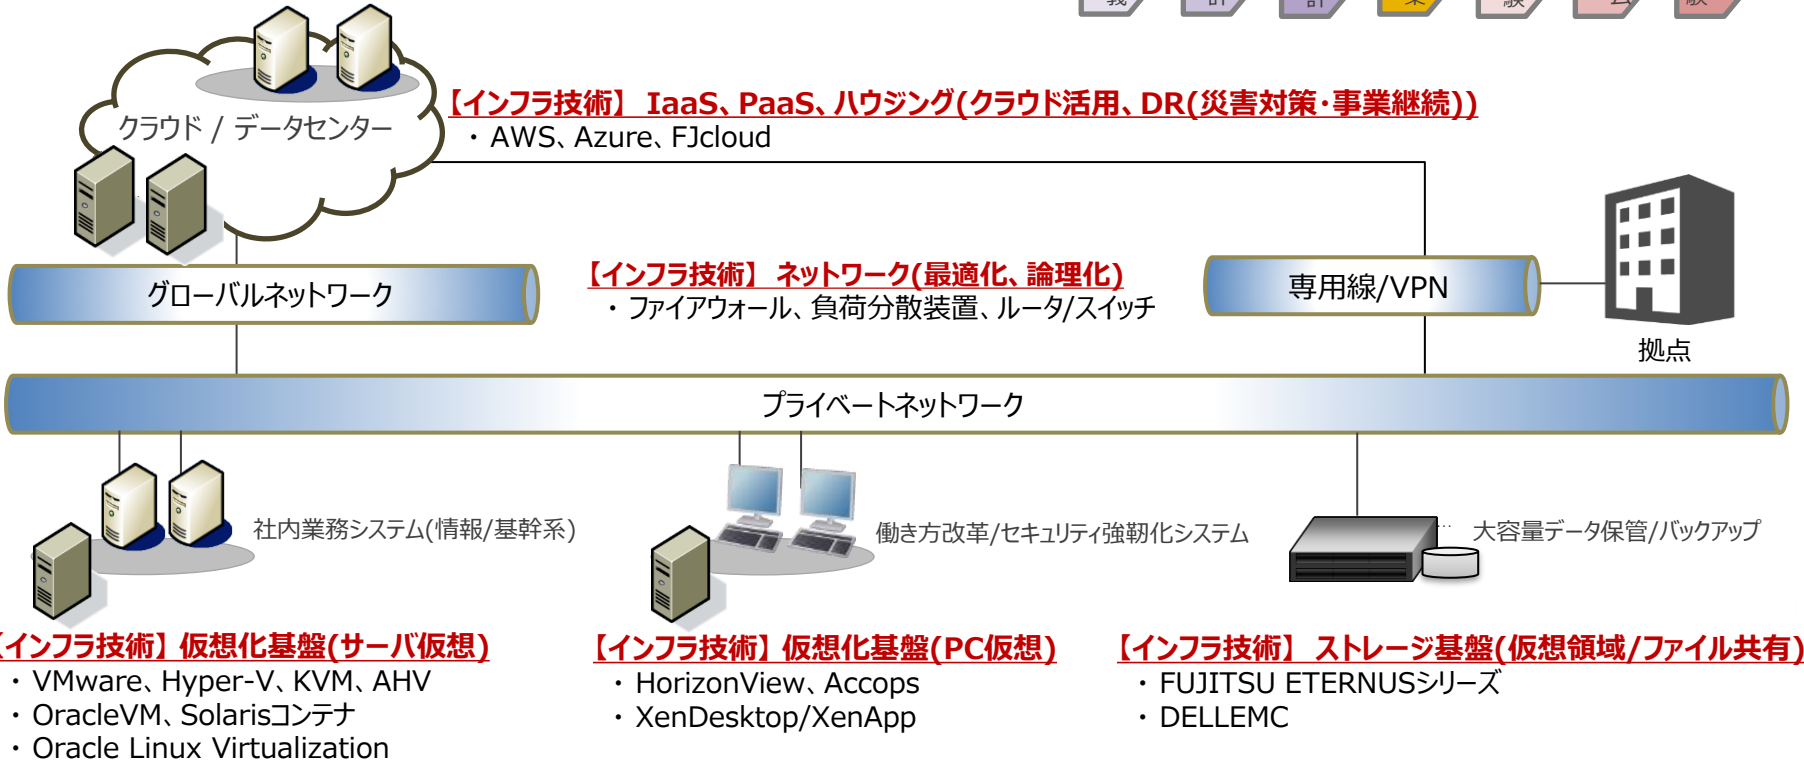 義 計 計 業 験 ム 験
【インフラ技術】 IaaS、PaaS、ハウジング(クラウド活用、DR(災害対策・事業継続))
・ AWS、Azure、FJcloud
クラウド / データセンター
【インフラ技術】 ネットワーク(最適化、論理化)
・ ファイアウォール、負荷分散装置、ルータ/スイッチ
グローバルネットワーク
専用線/VPN
拠点
プライベートネットワーク
社内業務システム(情報/基幹系)
働き方改革/セキュリティ強靭化システム
大容量データ保管/バックアップ
【インフラ技術】 仮想化基盤(サーバ仮想)
・ VMware、Hyper-V、KVM、AHV
・ OracleVM、Solarisコンテナ
・ Oracle Linux Virtualization
【インフラ技術】 仮想化基盤(PC仮想)
・ HorizonView、Accops
・ XenDesktop/XenApp
【インフラ技術】 ストレージ基盤(仮想領域/ファイル共有)
・ FUJITSU ETERNUSシリーズ
・ DELLEMC